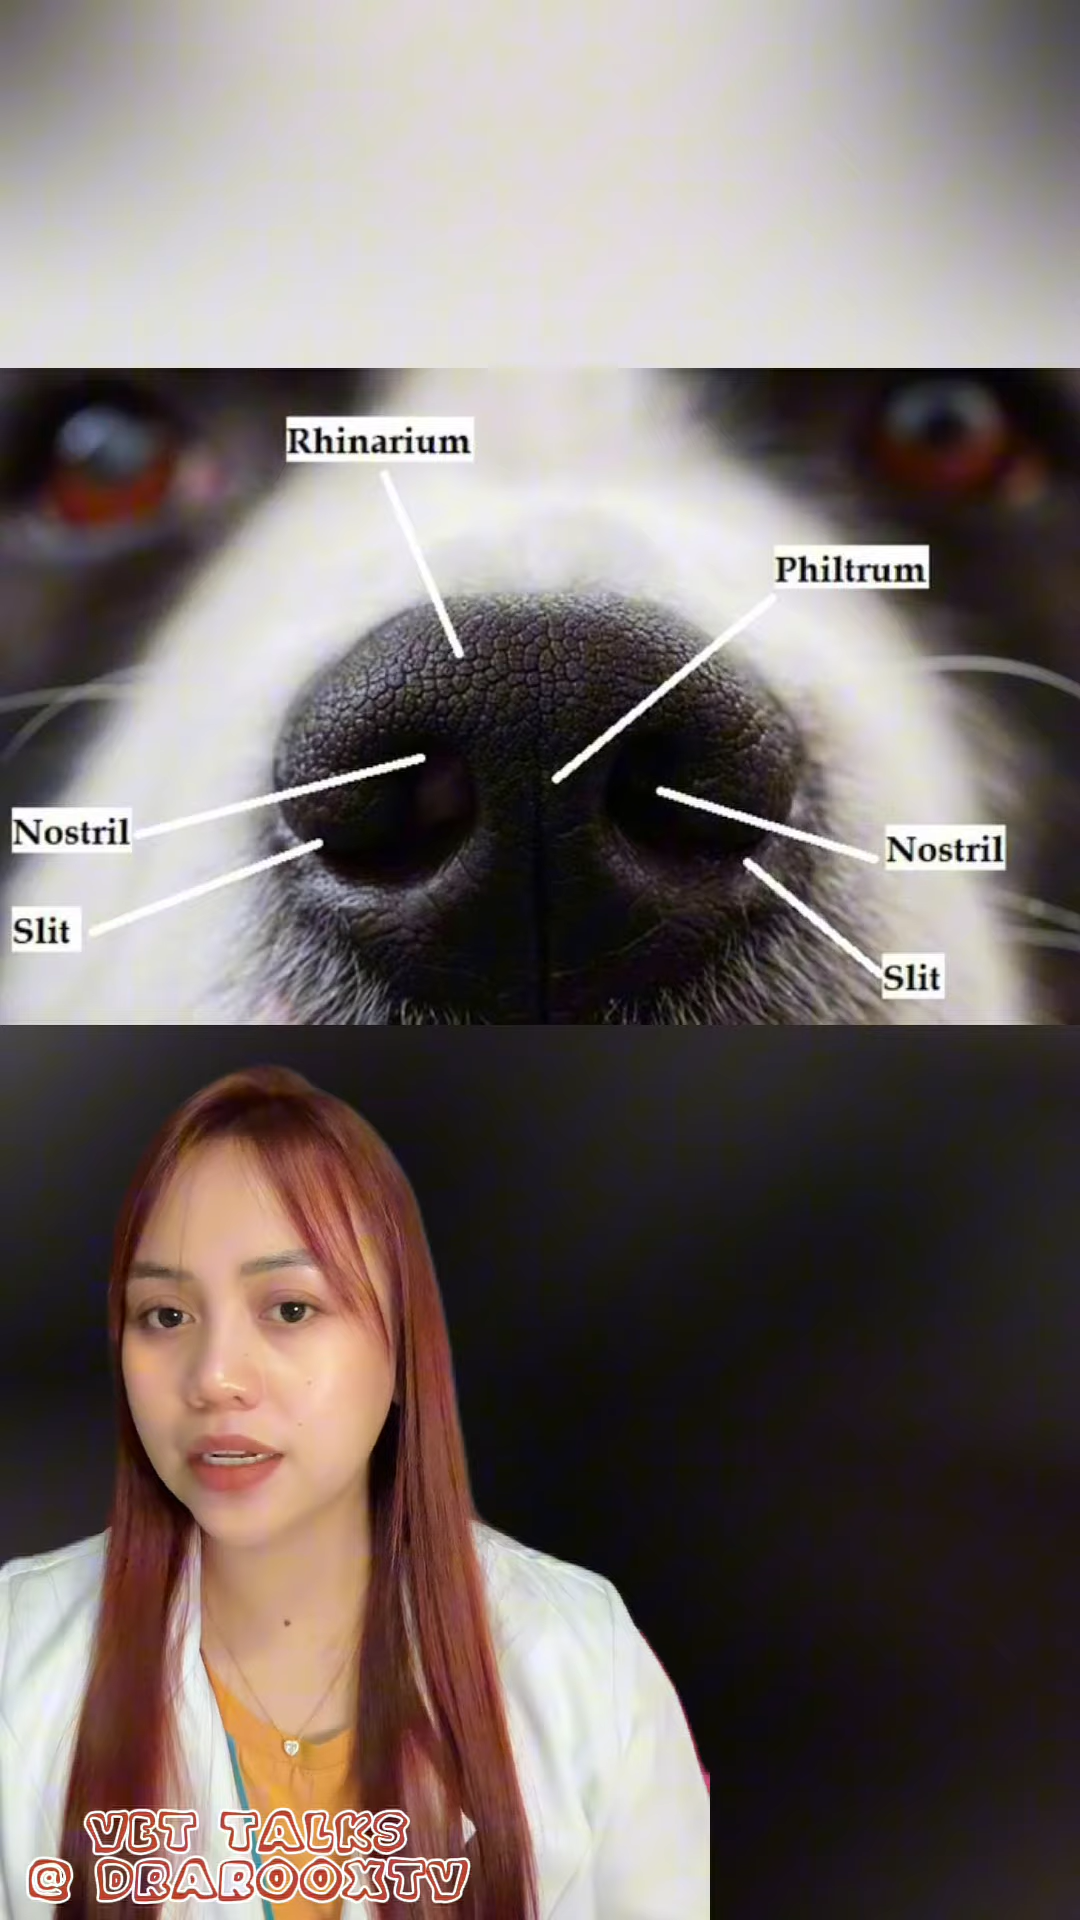 Rhinarium
Philtrum
Nostril
Nostril
Slit
Slit
VET TALKS
@ DRAROOXTV